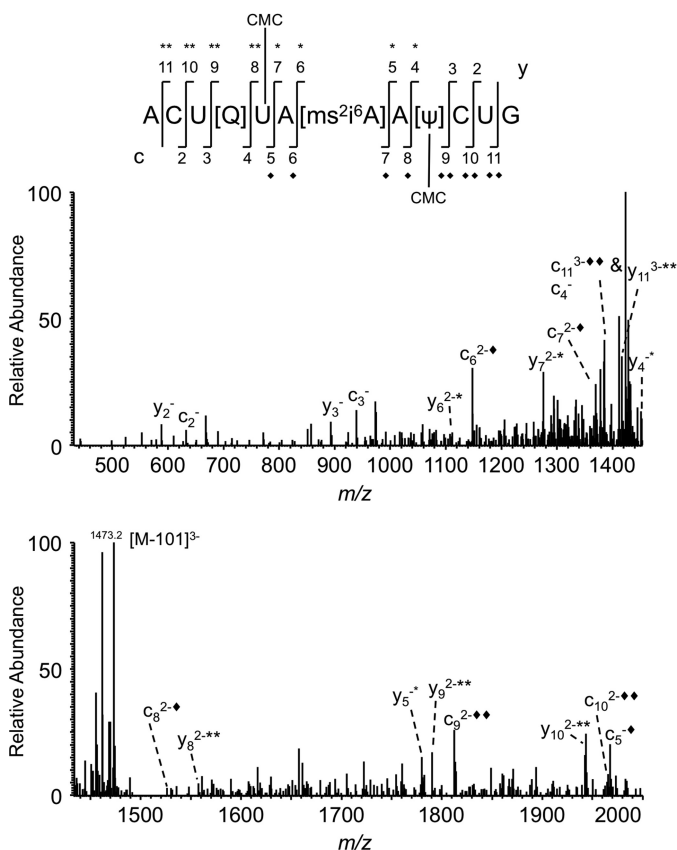 CMC
** ** ** ** * * * *
11 10 9 8 7 6 5 4 3 2 y
ACU[Q]UA[ms²i⁶A]A[ψ]CUG
c 2 3 4 5 6 7 8 9 10 11
♦ ♦ ♦ ♦ ♦♦ ♦♦ ♦♦
CMC
Relative Abundance
100
50
0
c₁₁³⁻♦♦ & y₁₁³⁻**
c₄⁻
c₇²⁻♦
c₆²⁻♦
y₇²⁻*
y₄⁻*
y₂⁻
c₂⁻
y₃⁻
c₃⁻
y₆²⁻*
500 600 700 800 900 1000 1100 1200 1300 1400
m/z
Relative Abundance
100
50
0
1473.2 [M-101]³⁻
c₈²⁻♦
y₈²⁻**
y₅⁻*
y₉²⁻**
c₉²⁻♦♦
y₁₀²⁻**
c₁₀²⁻♦♦
c₅⁻♦
1500 1600 1700 1800 1900 2000
m/z